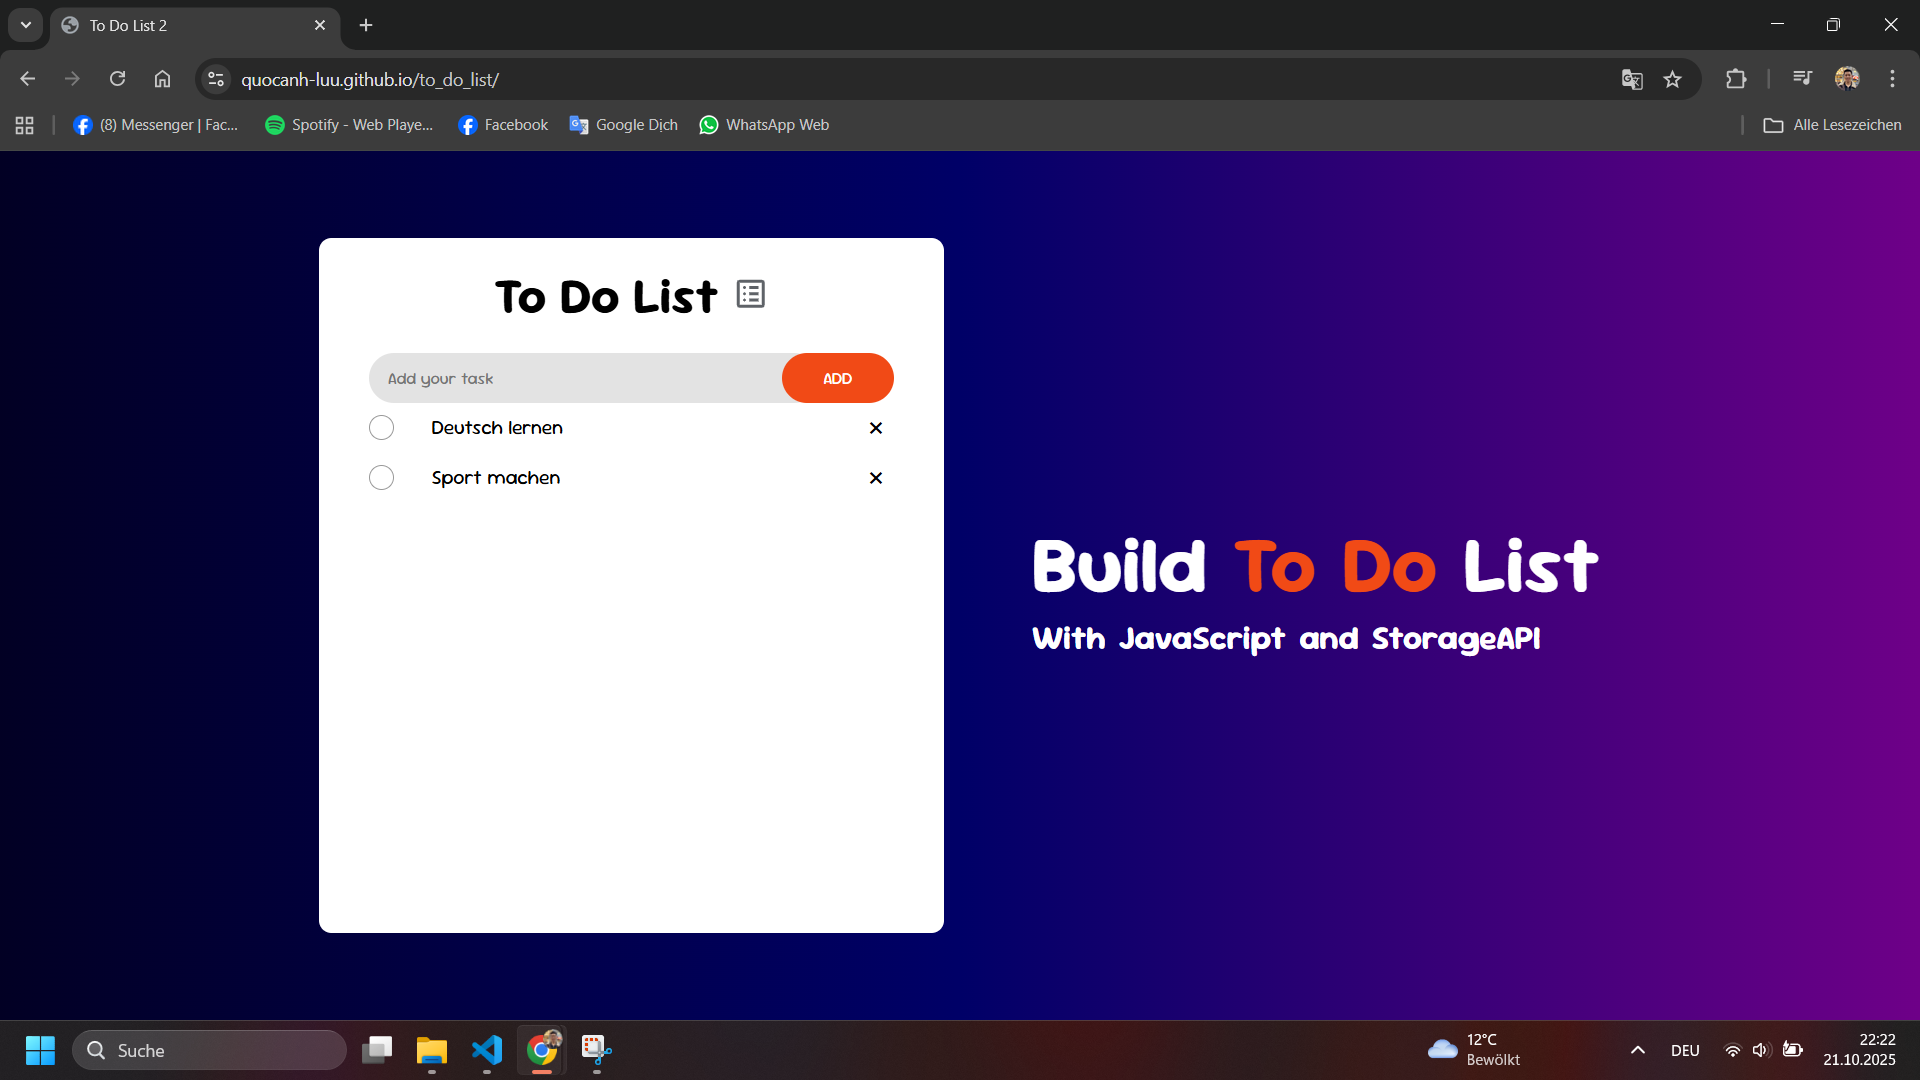 To Do List 2
quocanh-luu.github.io/to_do_list/
(8) Messenger | Fac...
Spotify - Web Playe...
Facebook
Google Dịch
WhatsApp Web
Alle Lesezeichen
To Do List
Add your task
ADD
Deutsch lernen
Sport machen
Build To Do List
With JavaScript and StorageAPI
Suche
12°C
Bewölkt
DEU
22:22
21.10.2025